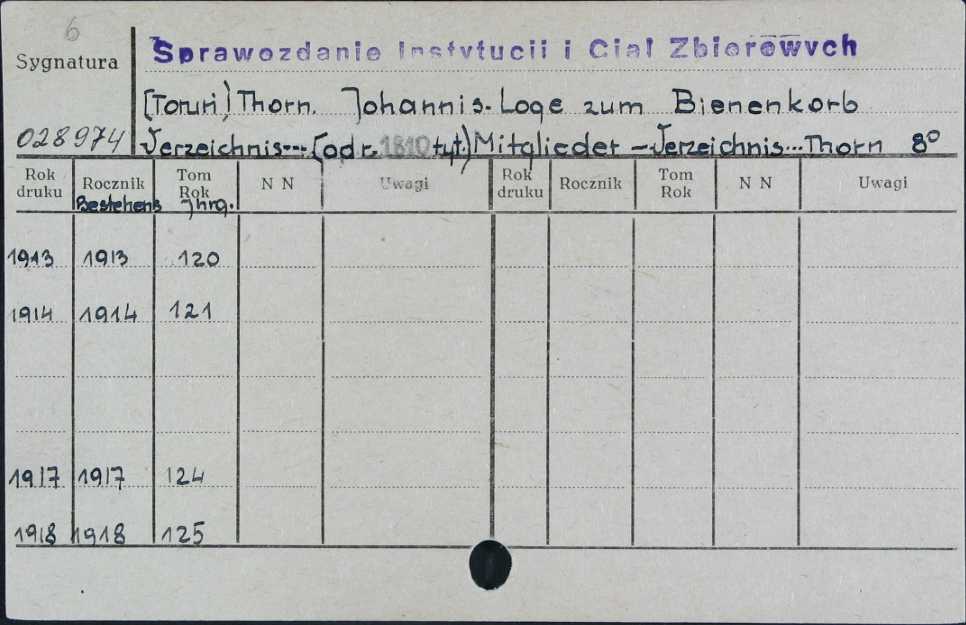 6
Sygnatura
Sprawozdanie Instytucii i Ciał Zbiorowych
[Toruń] Thorn. Johannis-Loge zum Bienenkorb
028974 Verzeichnis... (od r. 1810 tyt.) Mitglieder-Verzeichnis... Thorn 8°
Rok druku Rocznik Tom Rok N N Uwagi Rok druku Rocznik Tom Rok N N Uwagi
Bestehens Jhrg.
1913 1913 120
1914 1914 121
1917 1917 124
1918 1918 125